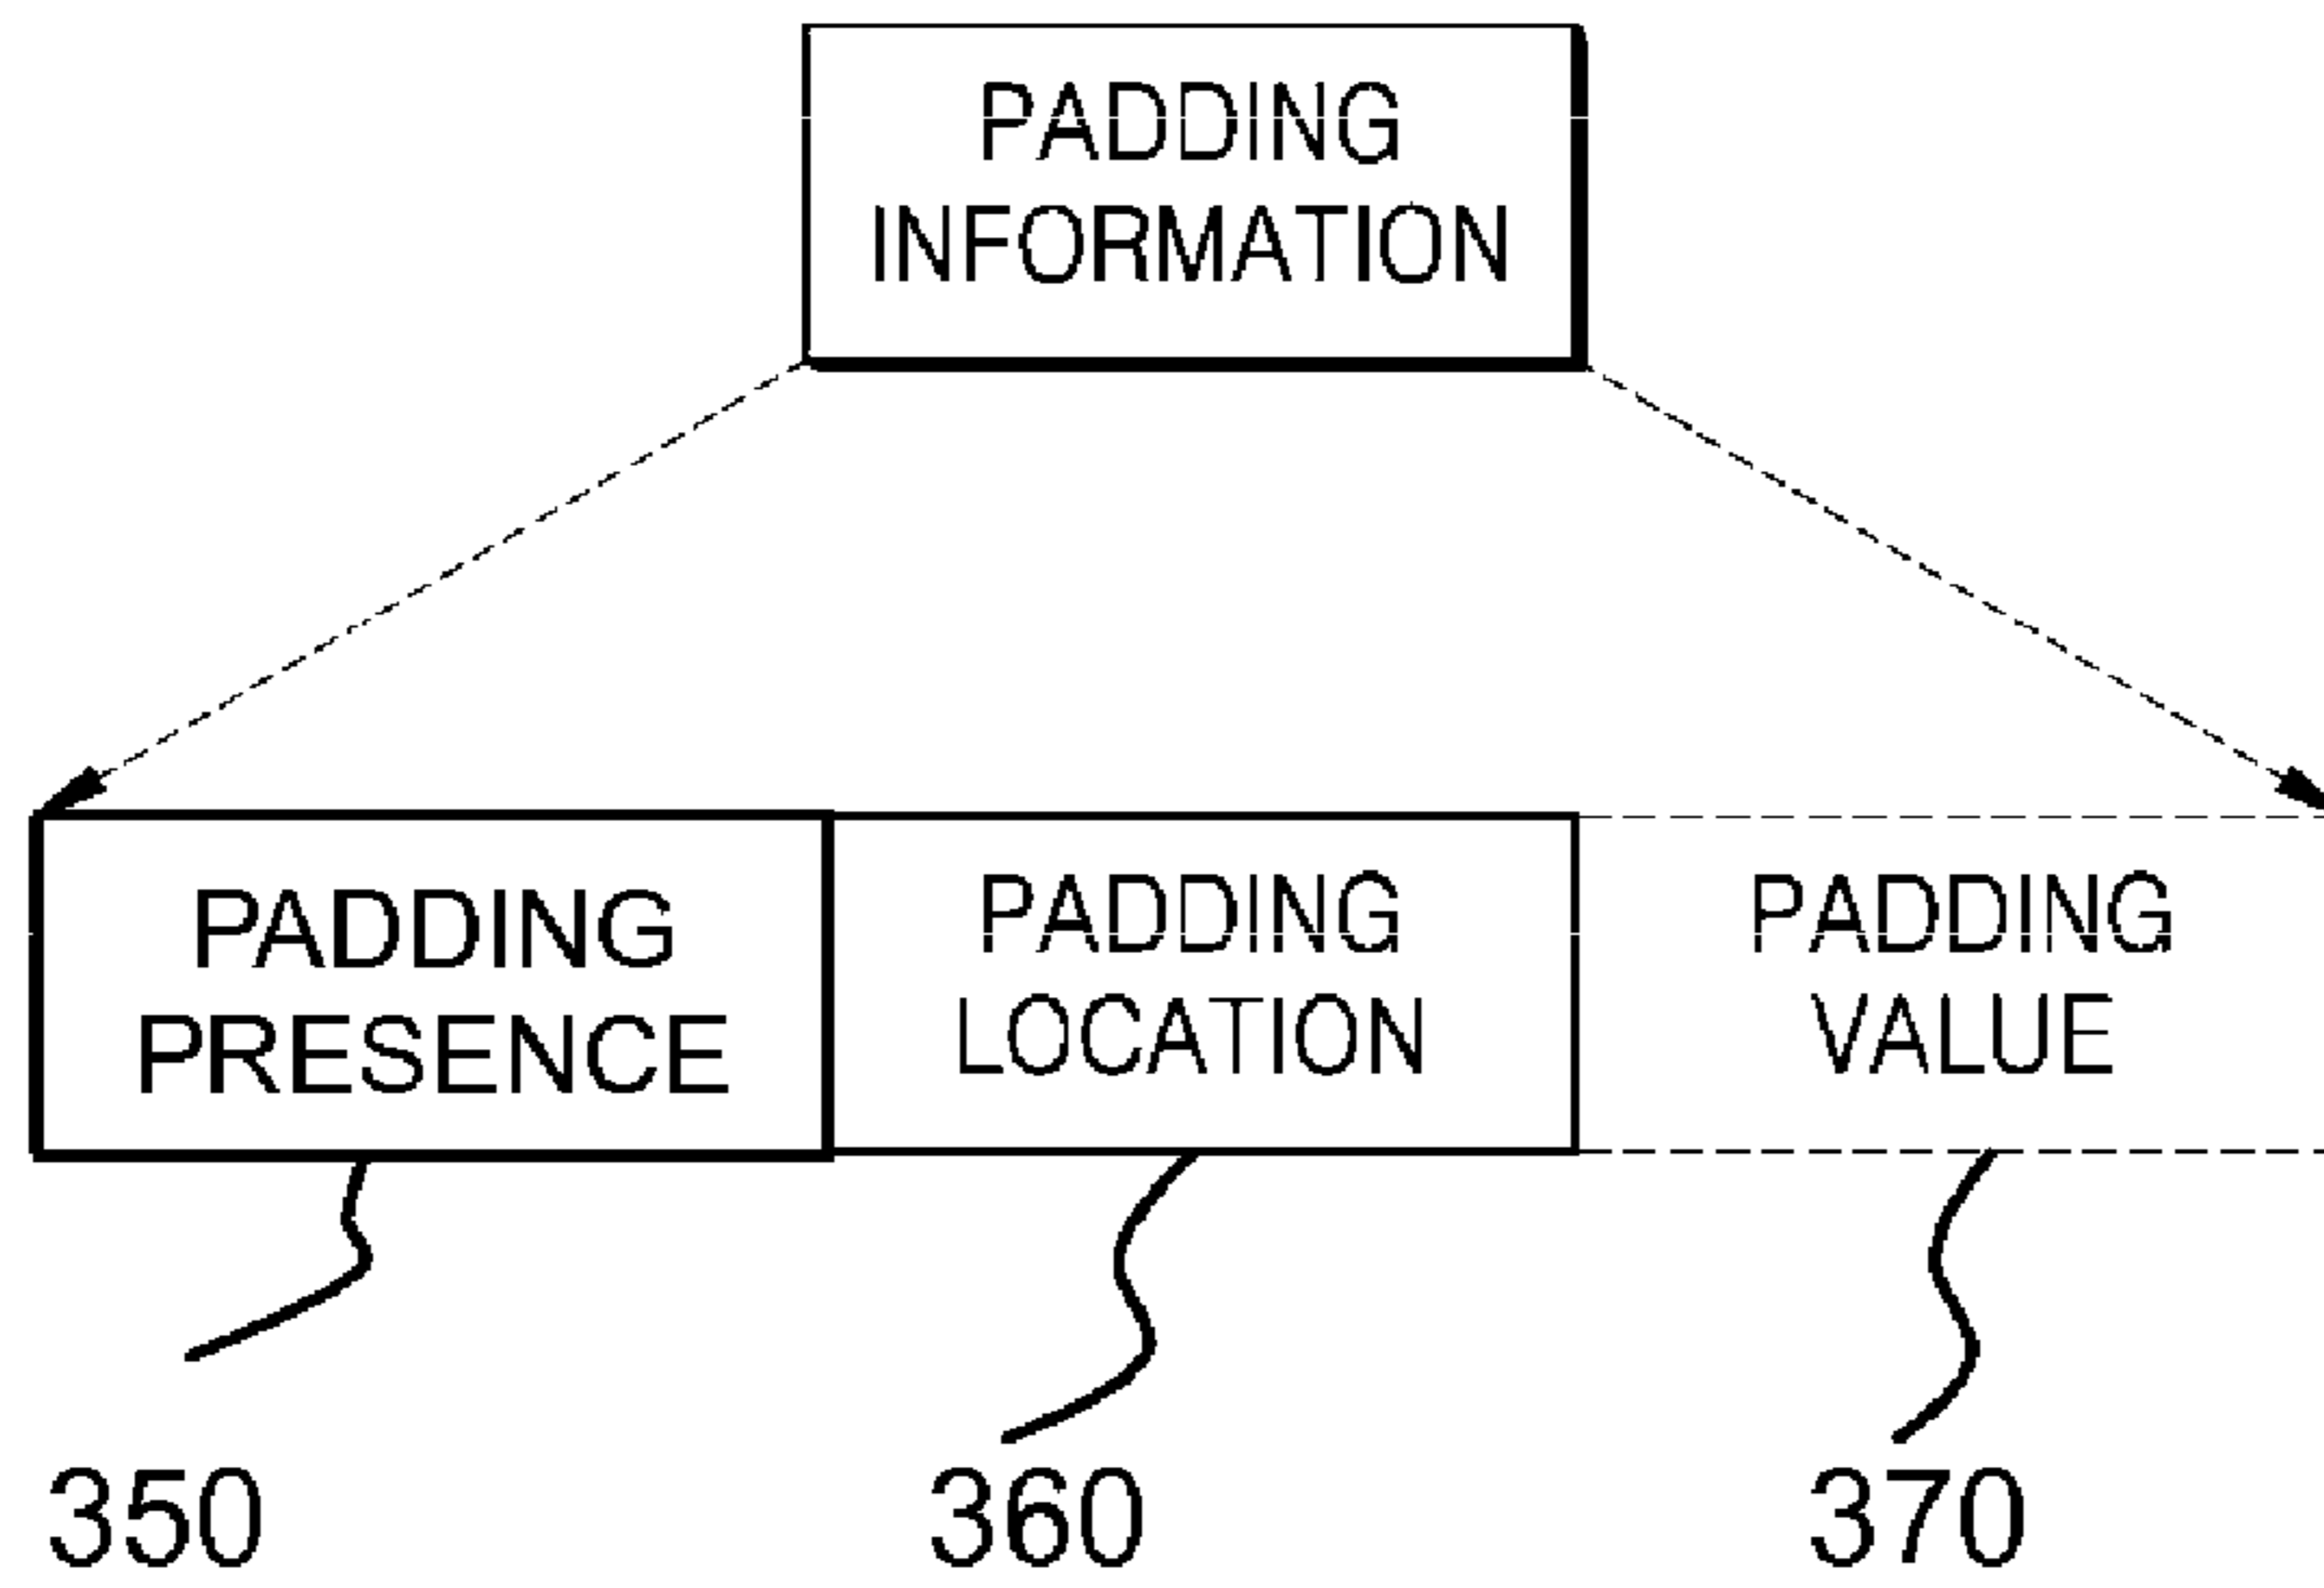 PADDING
INFORMATION
PADDING
PRESENCE
PADDING
LOCATION
PADDING
VALUE
350
360
370